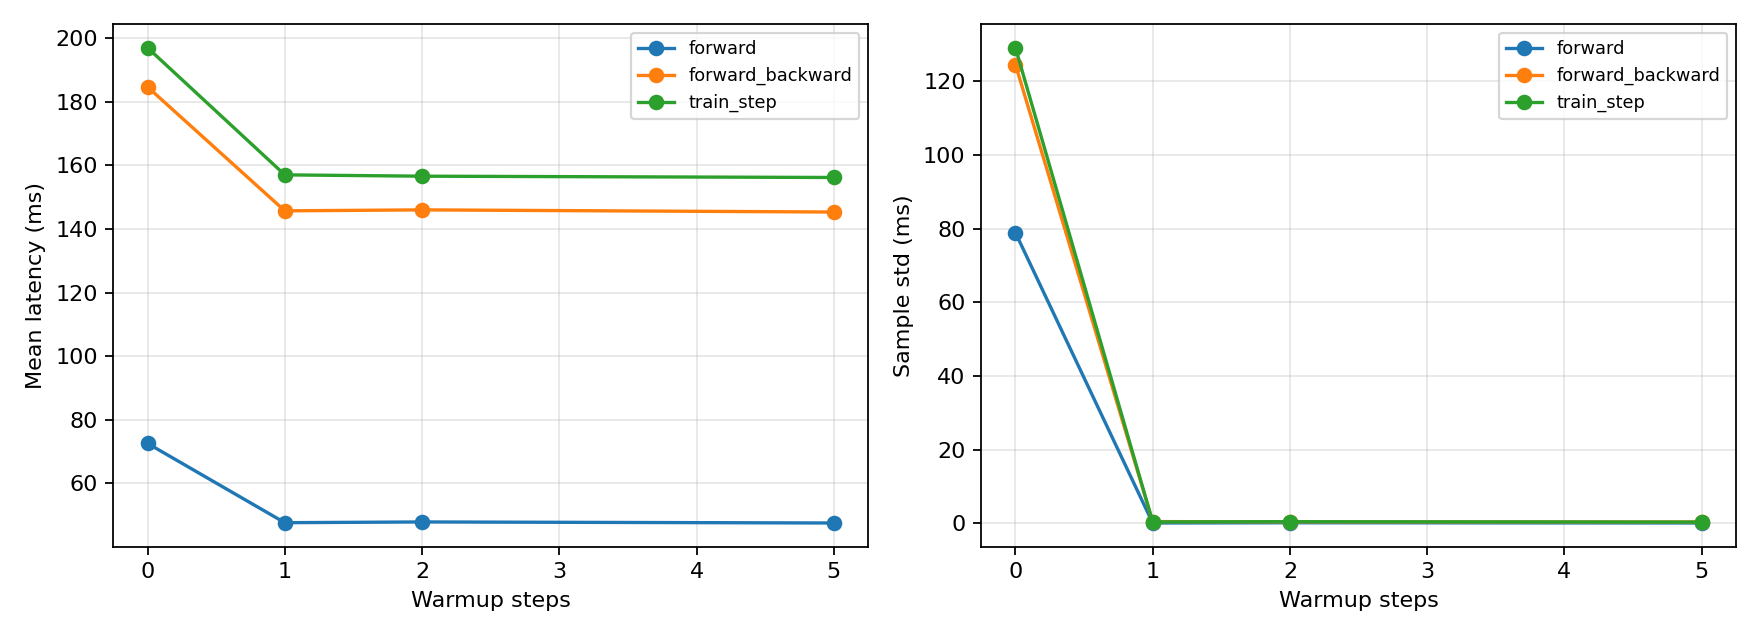 Mean latency (ms)
200
180
160
140
120
100
80
60
0
1
2
3
4
5
Warmup steps
forward
forward_backward
train_step
Sample std (ms)
120
100
80
60
40
20
0
0
1
2
3
4
5
Warmup steps
forward
forward_backward
train_step